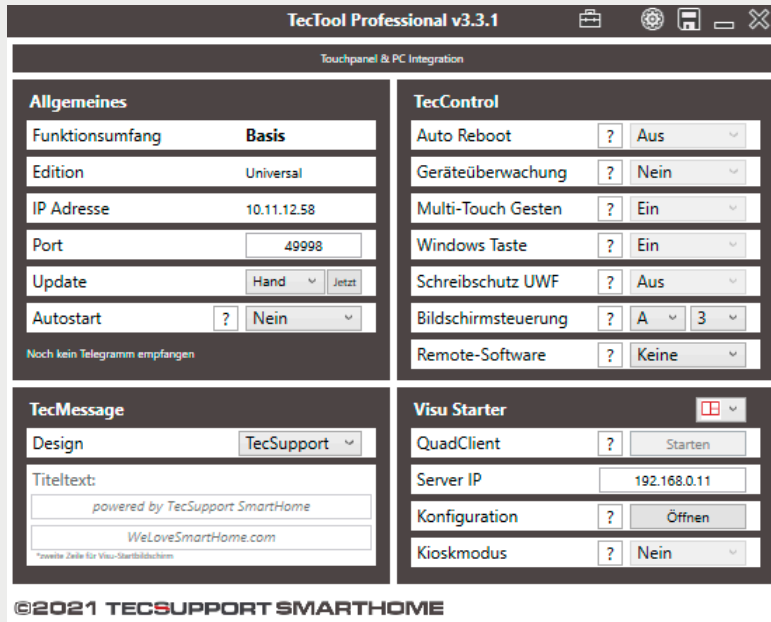 TecTool Professional v3.3.1
Touchpanel & PC Integration
Allgemeines
Funktionsumfang Basis
Edition Universal
IP Adresse 10.11.12.58
Port 49998
Update Hand Jetzt
Autostart ? Nein
Noch kein Telegramm empfangen
TecControl
Auto Reboot ? Aus
Geräteüberwachung ? Nein
Multi-Touch Gesten ? Ein
Windows Taste ? Ein
Schreibschutz UWF ? Aus
Bildschirmsteuerung ? A 3
Remote-Software ? Keine
TecMessage
Design TecSupport
Titeltext:
powered by TecSupport SmartHome
WeLoveSmartHome.com
*zweite Zeile für Visu-Startbildschirm
Visu Starter
QuadClient ? Starten
Server IP 192.168.0.11
Konfiguration ? Öffnen
Kioskmodus ? Nein
©2021 TECSUPPORT SMARTHOME